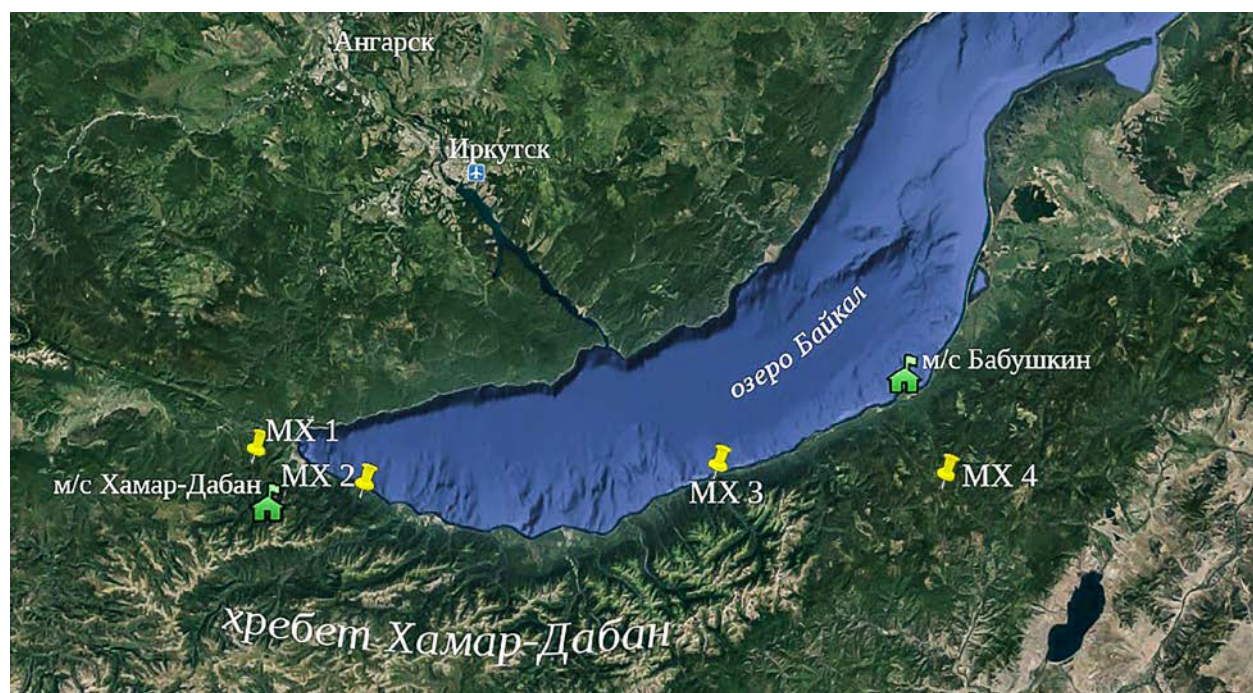 Ангарск
Иркутск
озеро Байкал
м/с Бабушкин
МХ 1
МХ 2
м/с Хамар-Дабан
МХ 3
МХ 4
хребет Хамар-Дабан